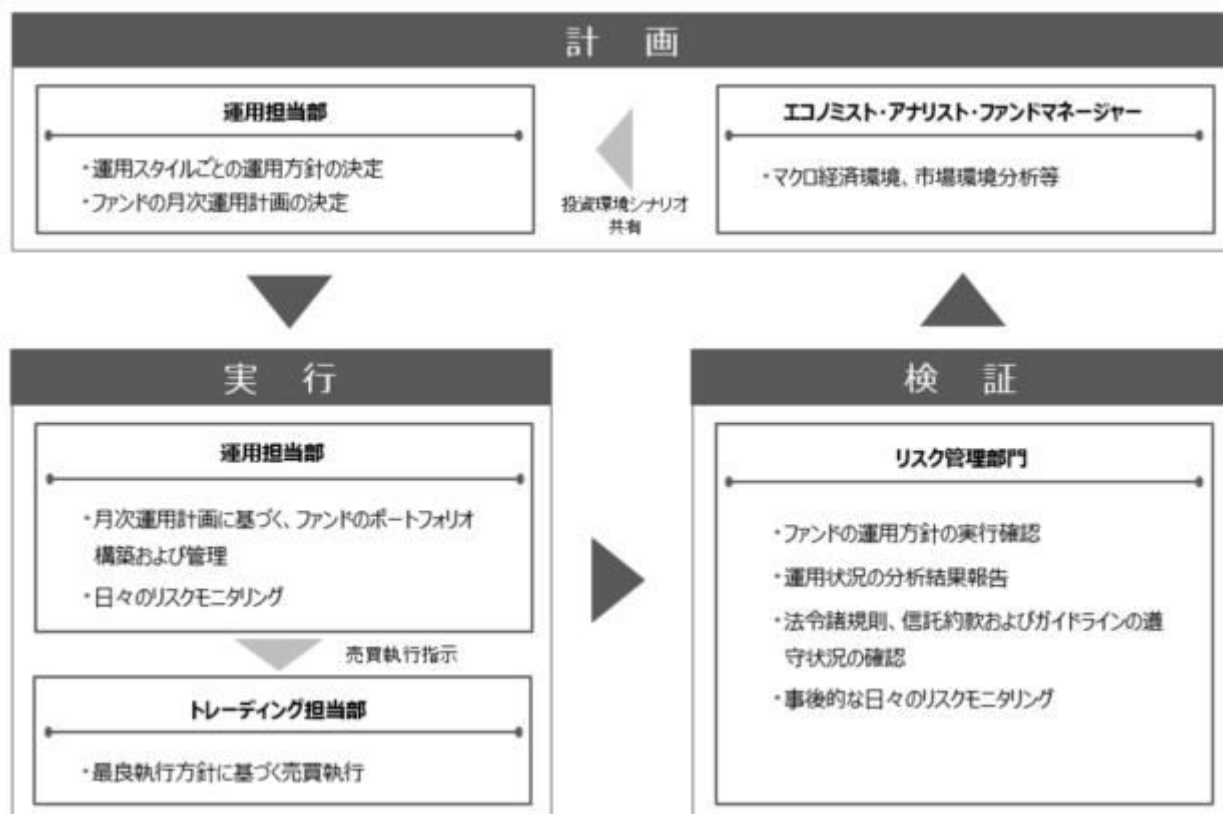 計 画
運用担当部
・運用スタイルごとの運用方針の決定
・ファンドの月次運用計画の決定
投資環境シナリオ
共有
エコノミスト・アナリスト・ファンドマネージャー
・マクロ経済環境、市場環境分析等
実 行
運用担当部
・月次運用計画に基づく、ファンドのポートフォリオ
構築および管理
・日々のリスクモニタリング
売買執行指示
トレーディング担当部
・最良執行方針に基づく売買執行
検 証
リスク管理部門
・ファンドの運用方針の実行確認
・運用状況の分析結果報告
・法令諸規則、信託約款およびガイドラインの遵
守状況の確認
・事後的な日々のリスクモニタリング